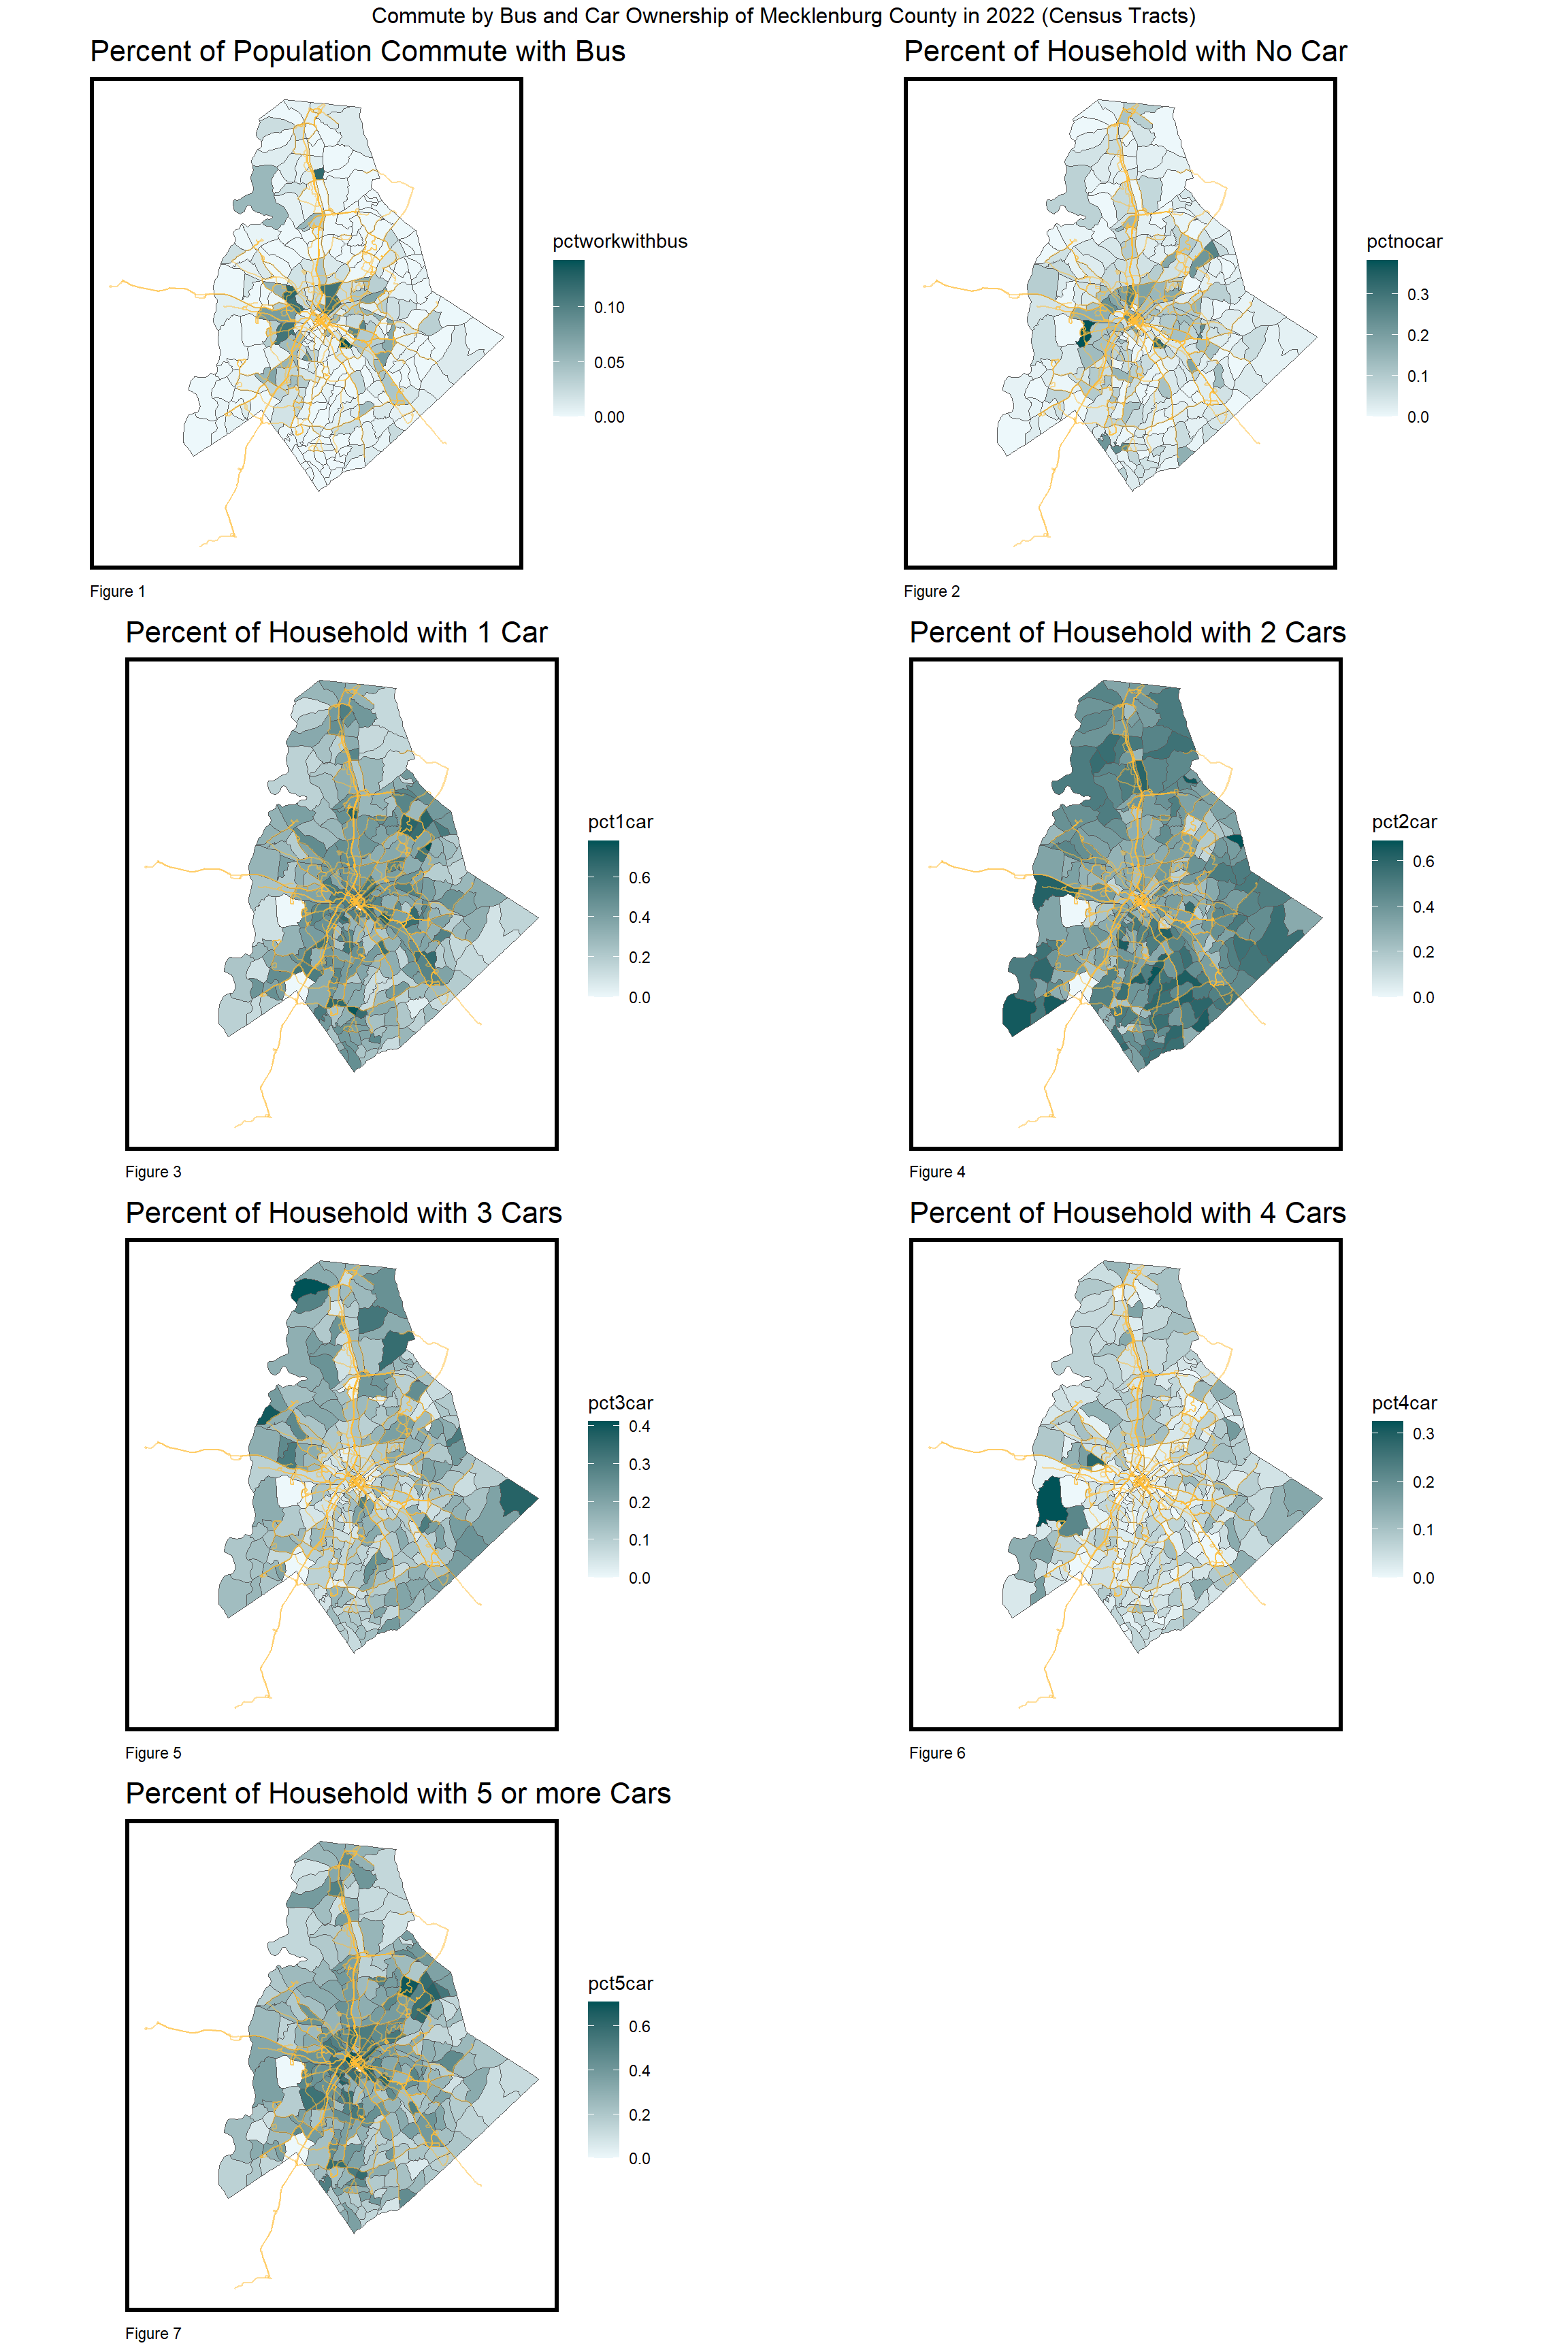 Commute by Bus and Car Ownership of Mecklenburg County in 2022 (Census Tracts)
Percent of Population Commute with Bus
pctworkwithbus
0.10
0.05
0.00
Figure 1
Percent of Household with No Car
pctnocar
0.3
0.2
0.1
0.0
Figure 2
Percent of Household with 1 Car
pct1car
0.6
0.4
0.2
0.0
Figure 3
Percent of Household with 2 Cars
pct2car
0.6
0.4
0.2
0.0
Figure 4
Percent of Household with 3 Cars
pct3car
0.4
0.3
0.2
0.1
0.0
Figure 5
Percent of Household with 4 Cars
pct4car
0.3
0.2
0.1
0.0
Figure 6
Percent of Household with 5 or more Cars
pct5car
0.6
0.4
0.2
0.0
Figure 7